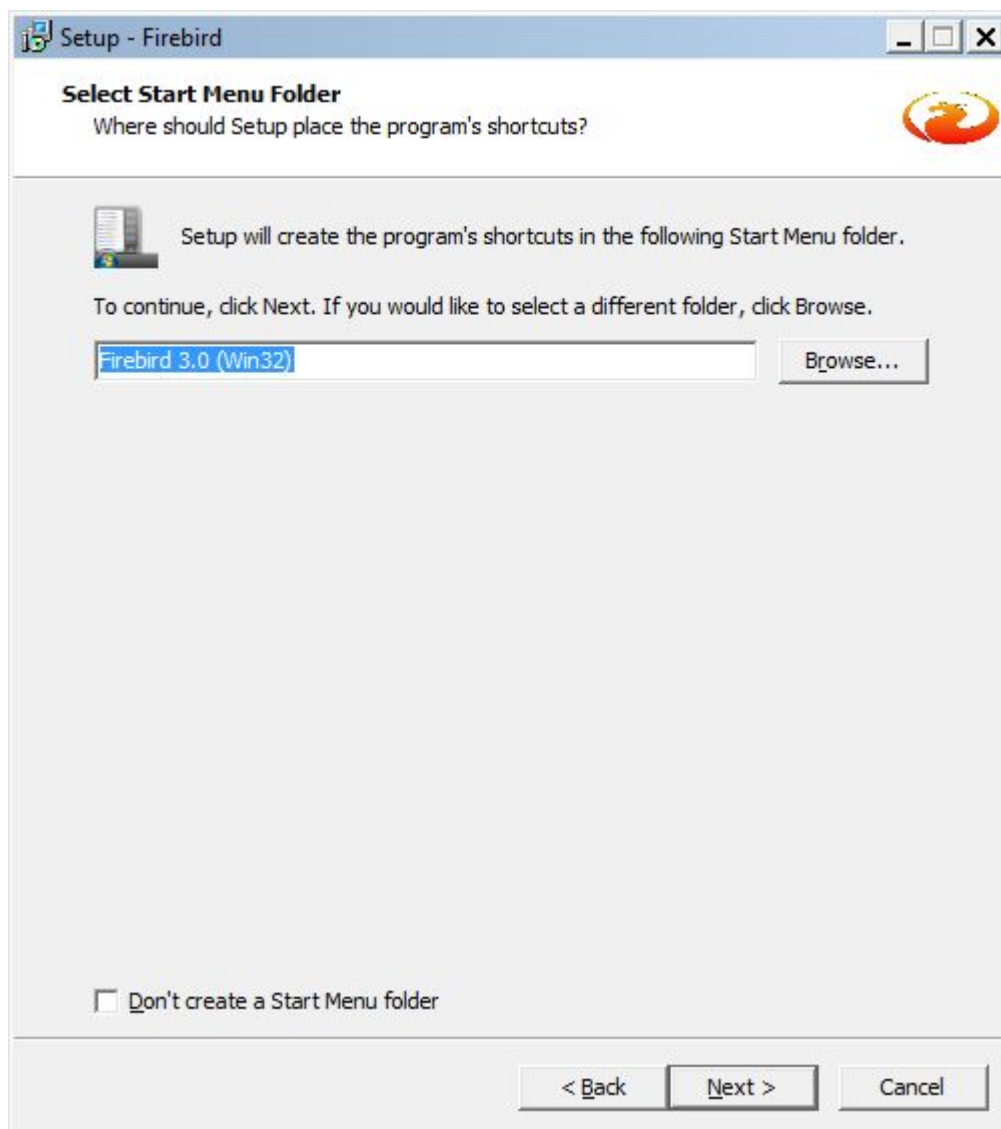 Setup - Firebird
Select Start Menu Folder
Where should Setup place the program's shortcuts?
Setup will create the program's shortcuts in the following Start Menu folder.
To continue, click Next. If you would like to select a different folder, click Browse.
Firebird 3.0 (Win32)
Browse...
Don't create a Start Menu folder
< Back
Next >
Cancel